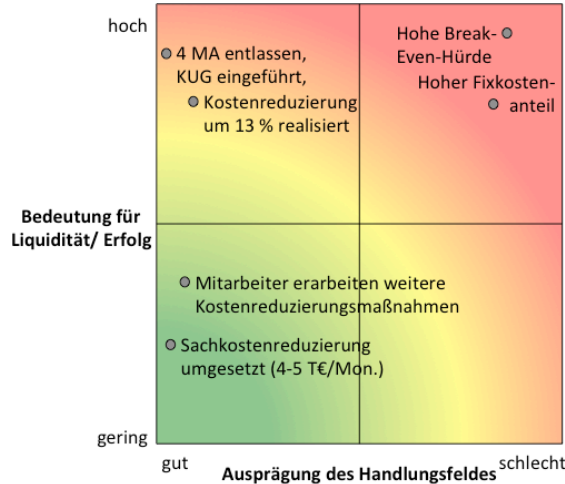 hoch
Hohe Break-
Even-Hürde
4 MA entlassen,
KUG eingeführt,
Hoher Fixkosten-
anteil
Kostenreduzierung
um 13 % realisiert
Bedeutung für
Liquidität/ Erfolg
Mitarbeiter erarbeiten weitere
Kostenreduzierungsmaßnahmen
Sachkostenreduzierung
umgesetzt (4-5 T€/Mon.)
gering
gut
schlecht
Ausprägung des Handlungsfeldes